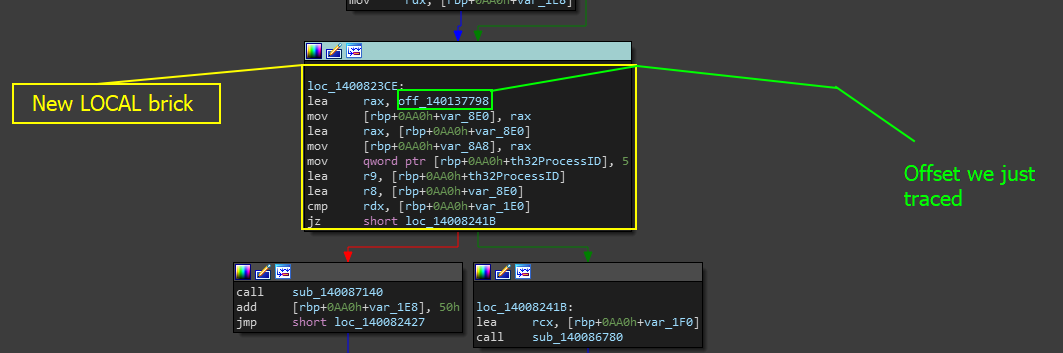 mov rdx, [rbp+0AA0h+var_1E8]
loc_1400823CE:
lea rax, off_140137798
mov [rbp+0AA0h+var_8E0], rax
lea rax, [rbp+0AA0h+var_8E0]
mov [rbp+0AA0h+var_8A8], rax
mov qword ptr [rbp+0AA0h+th32ProcessID], 5
lea r9, [rbp+0AA0h+th32ProcessID]
lea r8, [rbp+0AA0h+var_8E0]
cmp rdx, [rbp+0AA0h+var_1E0]
jz short loc_14008241B
New LOCAL brick
Offset we just
traced
call sub_140087140
add [rbp+0AA0h+var_1E8], 50h
jmp short loc_140082427
loc_14008241B:
lea rcx, [rbp+0AA0h+var_1F0]
call sub_140086780